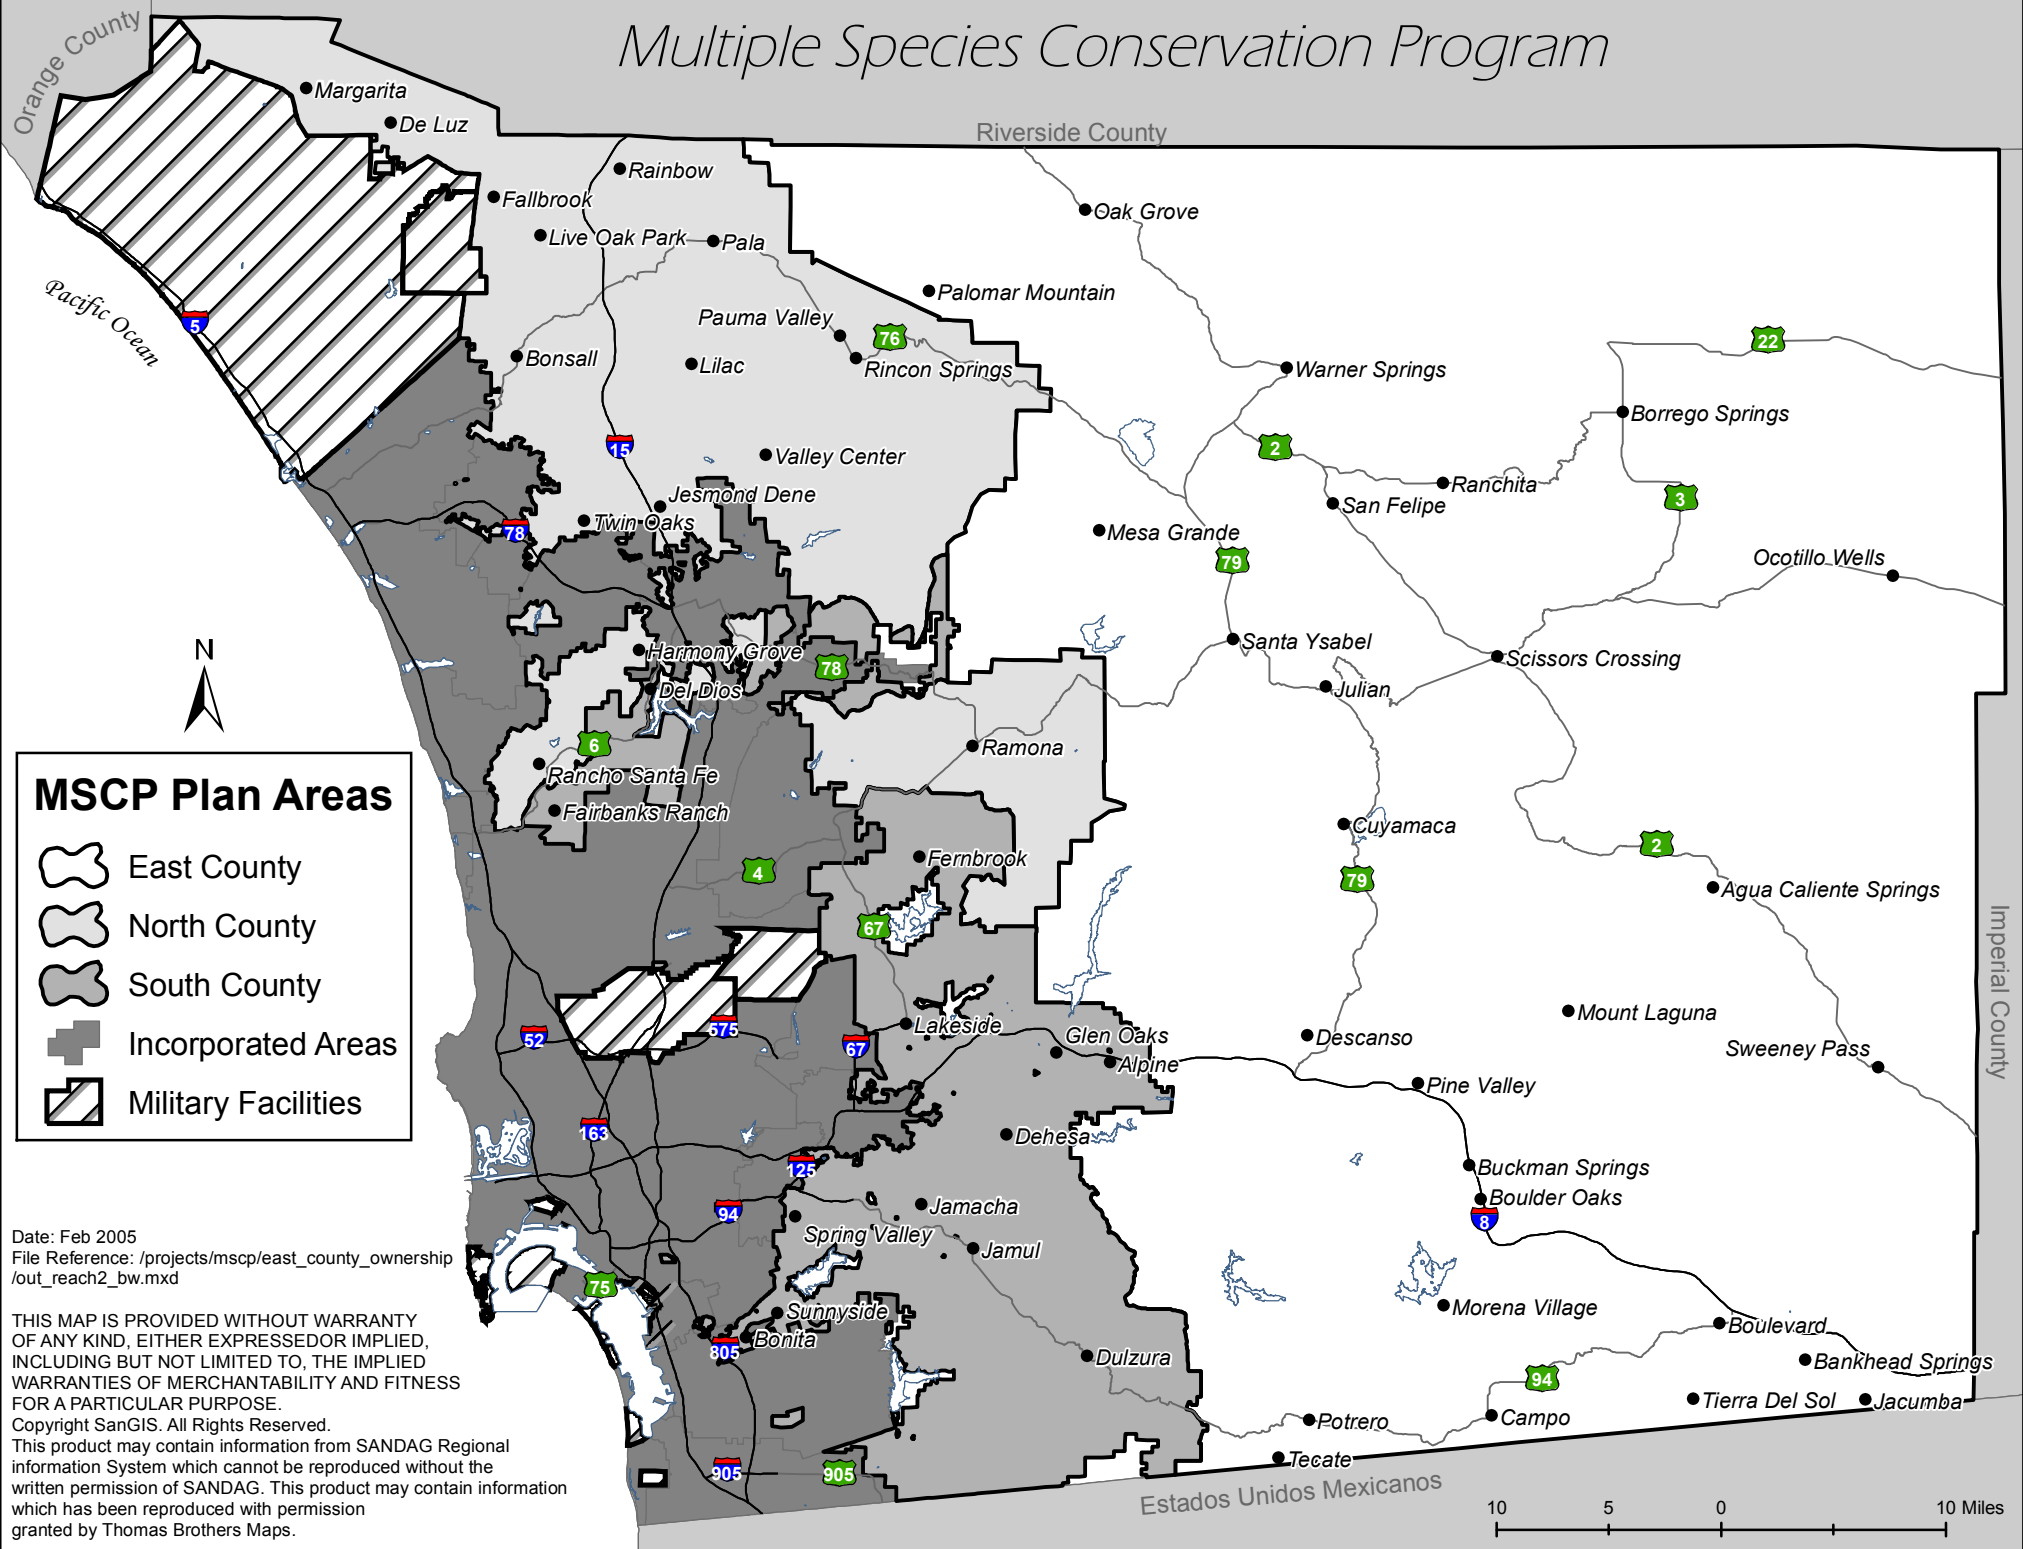 Multiple Species Conservation Program
Orange County
Riverside County
Margarita
De Luz
Rainbow
Fallbrook
Oak Grove
Live Oak Park
Pala
Palomar Mountain
Pacific Ocean
5
Pauma Valley
76
22
Bonsall
Lilac
Rincon Springs
Warner Springs
Borrego Springs
15
2
Valley Center
Ranchita
Jesmond Dene
San Felipe
3
Twin Oaks
78
Mesa Grande
79
Ocotillo Wells
N
Harmony Grove
78
Santa Ysabel
Scissors Crossing
Del Dios
Julian
6
Ramona
Rancho Santa Fe
Fairbanks Ranch
Cuyamaca
2
Fernbrook
4
79
Agua Caliente Springs
67
Imperial County
MSCP Plan Areas
East County
North County
South County
Incorporated Areas
Military Facilities
Mount Laguna
52
575
67
Lakeside
Glen Oaks
Descanso
Sweeney Pass
Alpine
Pine Valley
163
Dehesa
125
Buckman Springs
Boulder Oaks
94
Jamacha
8
Spring Valley
Jamul
75
Sunnyside
Morena Village
Bonita
805
Boulevard
Dulzura
Bankhead Springs
94
Tierra Del Sol
Jacumba
Potrero
Campo
905
905
Tecate
Estados Unidos Mexicanos
10 5 0 10 Miles
Date: Feb 2005
File Reference: /projects/mscp/east_county_ownership
/out_reach2_bw.mxd
THIS MAP IS PROVIDED WITHOUT WARRANTY
OF ANY KIND, EITHER EXPRESSEDOR IMPLIED,
INCLUDING BUT NOT LIMITED TO, THE IMPLIED
WARRANTIES OF MERCHANTABILITY AND FITNESS
FOR A PARTICULAR PURPOSE.
Copyright SanGIS. All Rights Reserved.
This product may contain information from SANDAG Regional
information System which cannot be reproduced without the
written permission of SANDAG. This product may contain information
which has been reproduced with permission
granted by Thomas Brothers Maps.